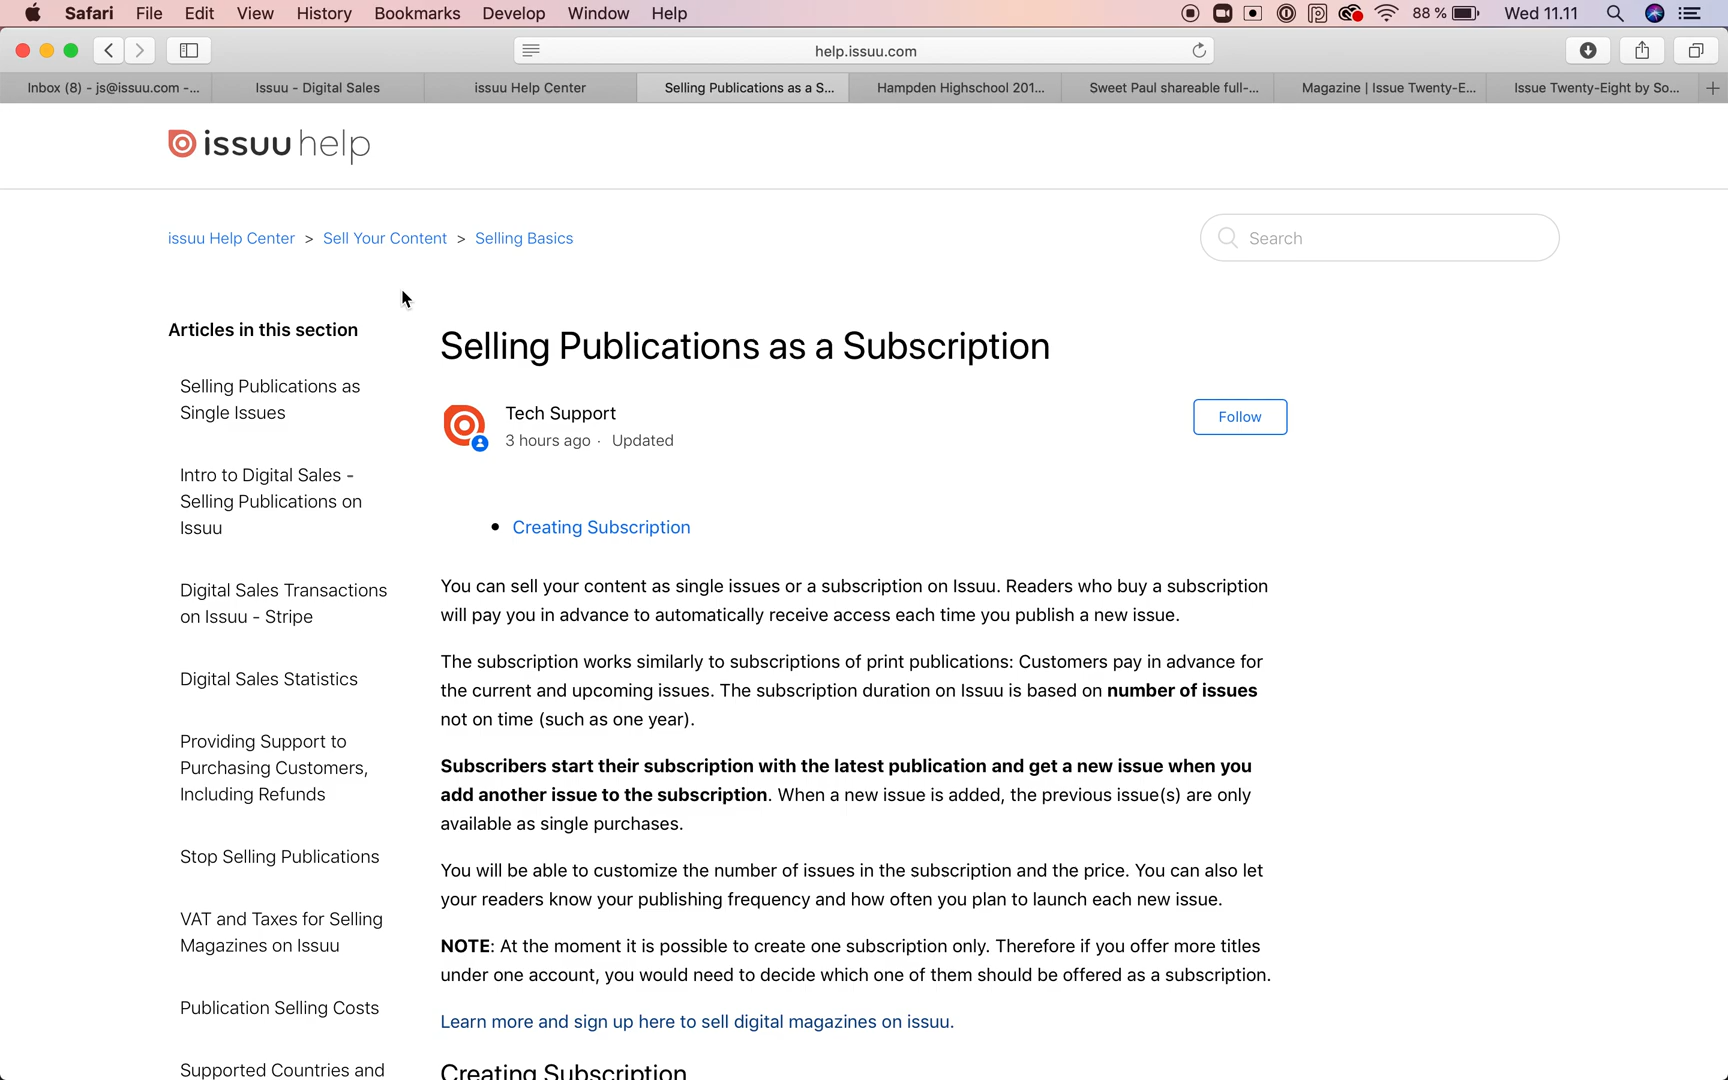 Safari File Edit View History Bookmarks Develop Window Help 88 % Wed 11.11
help.issuu.com
Inbox (8) - js@issuu.com -... Issuu - Digital Sales issuu Help Center Selling Publications as a S... Hampden Highschool 201... Sweet Paul shareable full-... Magazine | Issue Twenty-E... Issue Twenty-Eight by So...
issuu help
issuu Help Center > Sell Your Content > Selling Basics
Search
Articles in this section
Selling Publications as
Single Issues
Intro to Digital Sales -
Selling Publications on
Issuu
Digital Sales Transactions
on Issuu - Stripe
Digital Sales Statistics
Providing Support to
Purchasing Customers,
Including Refunds
Stop Selling Publications
VAT and Taxes for Selling
Magazines on Issuu
Publication Selling Costs
Supported Countries and
Selling Publications as a Subscription
Tech Support
3 hours ago · Updated
Follow
• Creating Subscription
You can sell your content as single issues or a subscription on Issuu. Readers who buy a subscription
will pay you in advance to automatically receive access each time you publish a new issue.
The subscription works similarly to subscriptions of print publications: Customers pay in advance for
the current and upcoming issues. The subscription duration on Issuu is based on number of issues
not on time (such as one year).
Subscribers start their subscription with the latest publication and get a new issue when you
add another issue to the subscription. When a new issue is added, the previous issue(s) are only
available as single purchases.
You will be able to customize the number of issues in the subscription and the price. You can also let
your readers know your publishing frequency and how often you plan to launch each new issue.
NOTE: At the moment it is possible to create one subscription only. Therefore if you offer more titles
under one account, you would need to decide which one of them should be offered as a subscription.
Learn more and sign up here to sell digital magazines on issuu.
Creating Subscription